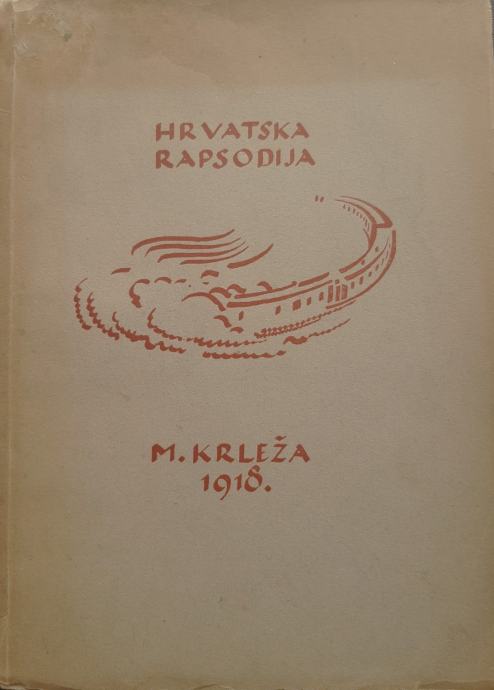 HRVATSKA
RAPSODIJA
M. KRLEŽA
1918.